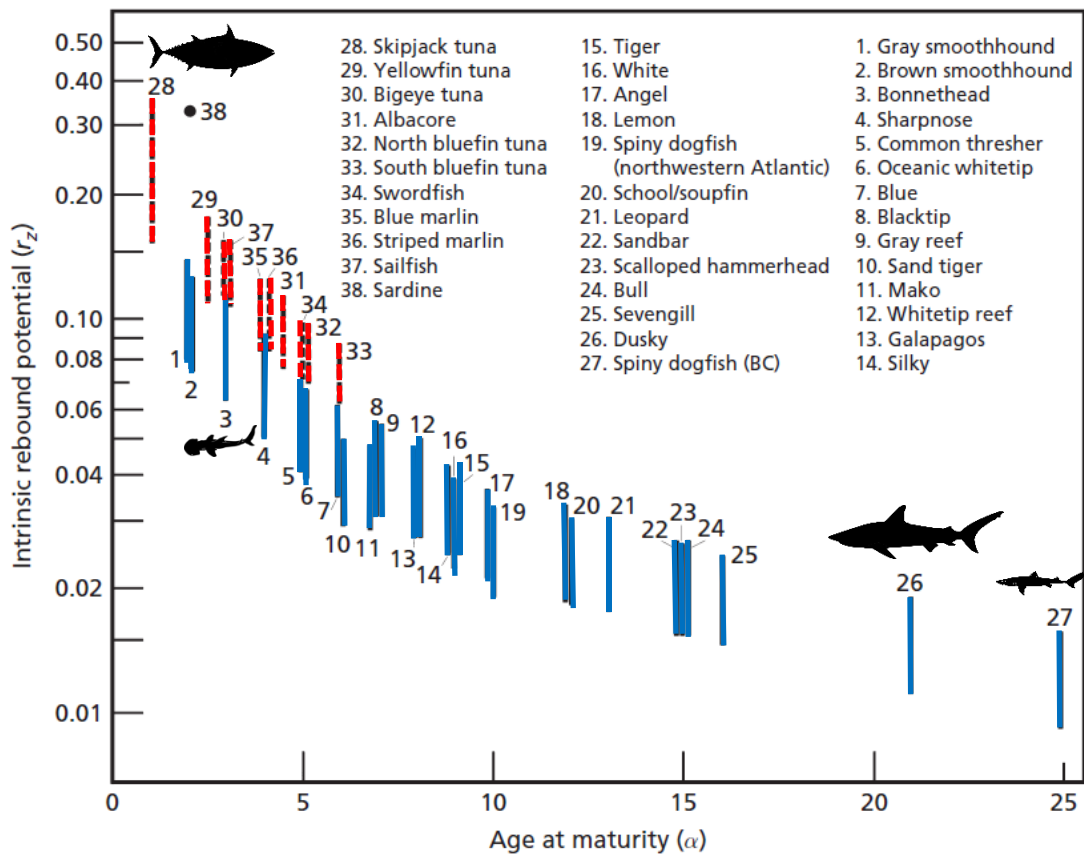 0.50
0.40
0.30
0.20
0.10
0.08
0.06
0.04
0.02
0.01
Intrinsic rebound potential (r_z)
28. Skipjack tuna
29. Yellowfin tuna
30. Bigeye tuna
31. Albacore
32. North bluefin tuna
33. South bluefin tuna
34. Swordfish
35. Blue marlin
36. Striped marlin
37. Sailfish
38. Sardine
15. Tiger
16. White
17. Angel
18. Lemon
19. Spiny dogfish
(northwestern Atlantic)
20. School/soupfin
21. Leopard
22. Sandbar
23. Scalloped hammerhead
24. Bull
25. Sevengill
26. Dusky
27. Spiny dogfish (BC)
1. Gray smoothhound
2. Brown smoothhound
3. Bonnethead
4. Sharpnose
5. Common thresher
6. Oceanic whitetip
7. Blue
8. Blacktip
9. Gray reef
10. Sand tiger
11. Mako
12. Whitetip reef
13. Galapagos
14. Silky
28
38
29
30
37
35
36
31
34
32
33
1
2
3
4
5
6
7
10
8
9
11
12
13
16
15
14
17
19
18
20
21
22
23
24
25
26
27
0
5
10
15
20
25
Age at maturity (α)